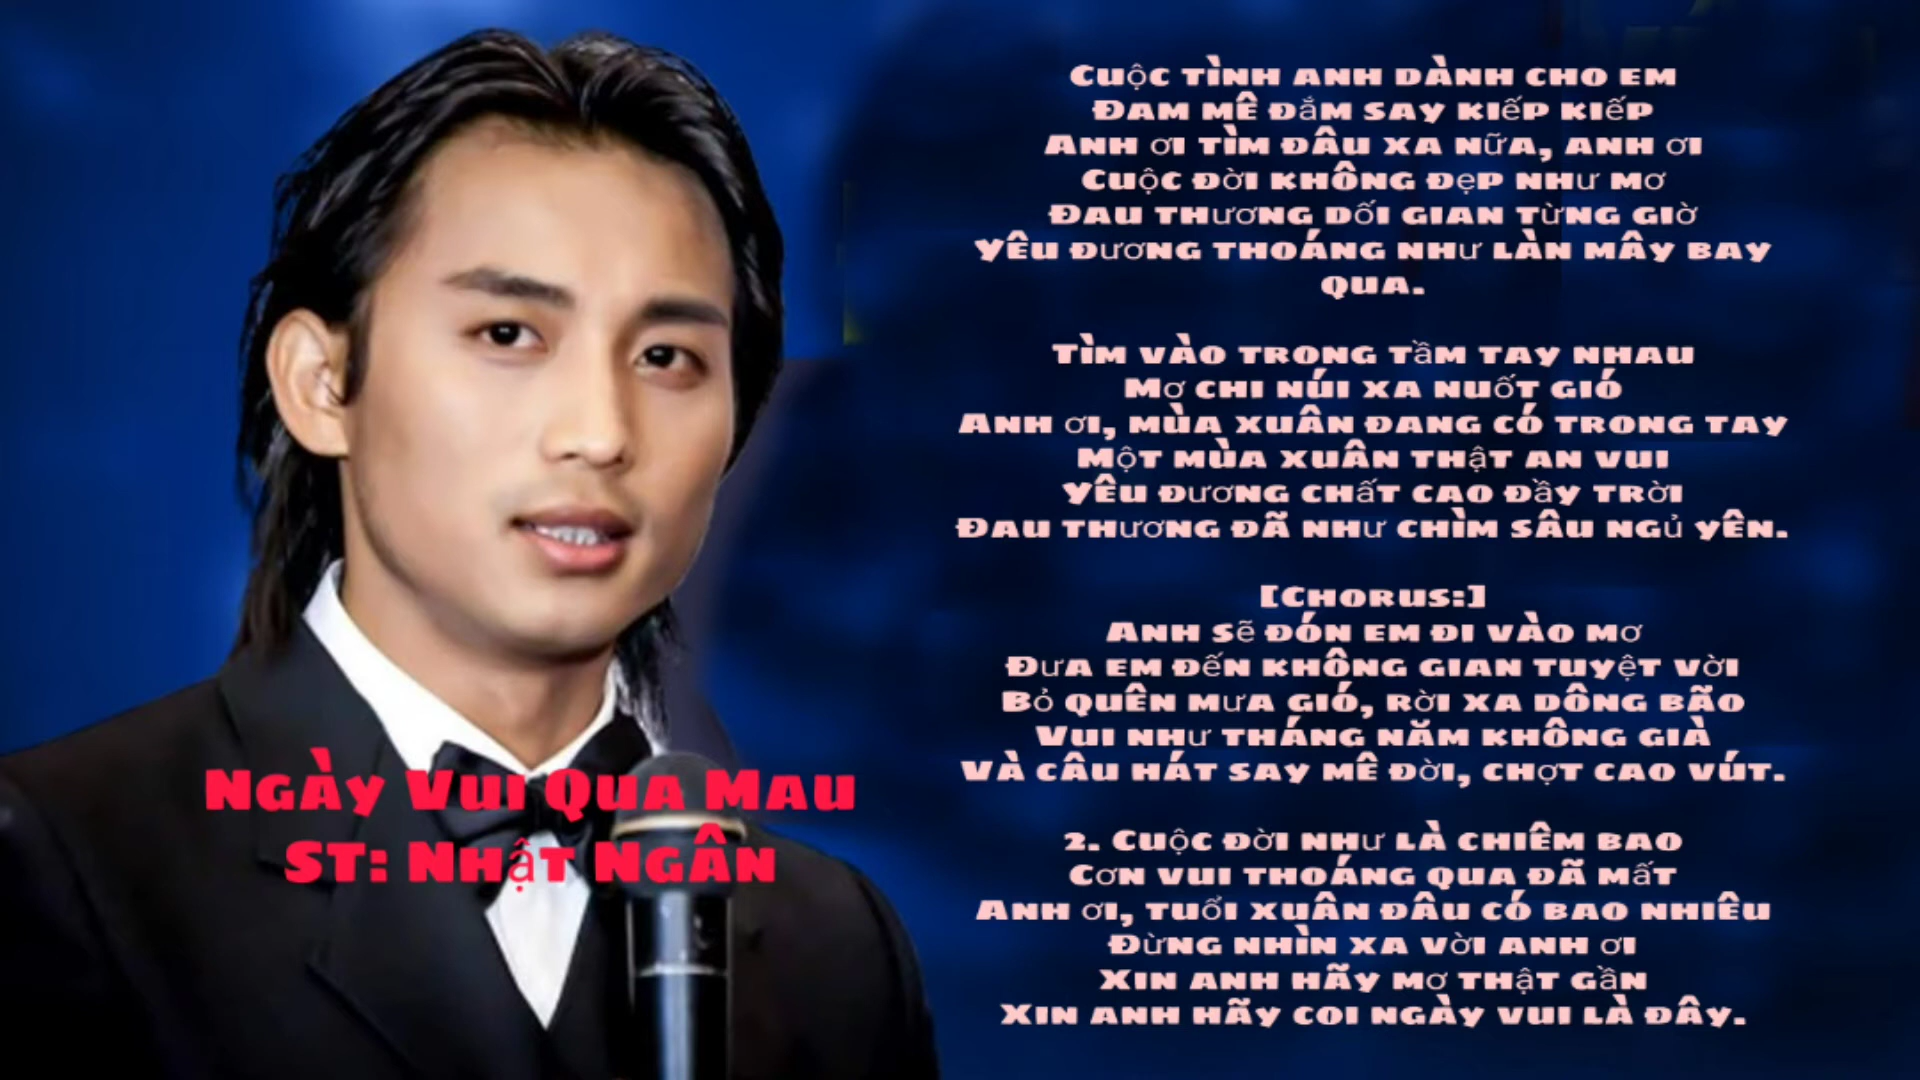 Cuộc tình anh dành cho em
Đam mê đắm say kiếp kiếp
Anh ơi tìm đâu xa nữa, anh ơi
Cuộc đời không đẹp như mơ
Đau thương dối gian từng giờ
Yêu đương thoáng như làn mây bay
qua.
Tìm vào trong tầm tay nhau
Mơ chi núi xa nuốt gió
Anh ơi, mùa xuân đang có trong tay
Một mùa xuân thật an vui
Yêu đương chất cao đầy trời
Đau thương đã như chìm sâu ngủ yên.
[Chorus:]
Anh sẽ đón em đi vào mơ
Đưa em đến không gian tuyệt vời
Bỏ quên mưa gió, rời xa dông bão
Vui như tháng năm không già
Và câu hát say mê đời, chợt cao vút.
2. Cuộc đời như là chiêm bao
Cơn vui thoáng qua đã mất
Anh ơi, tuổi xuân đâu có bao nhiêu
Đừng nhìn xa vời anh ơi
Xin anh hãy mơ thật gần
Xin anh hãy coi ngày vui là đây.
Ngày Vui Qua Mau
ST: Nhật Ngân